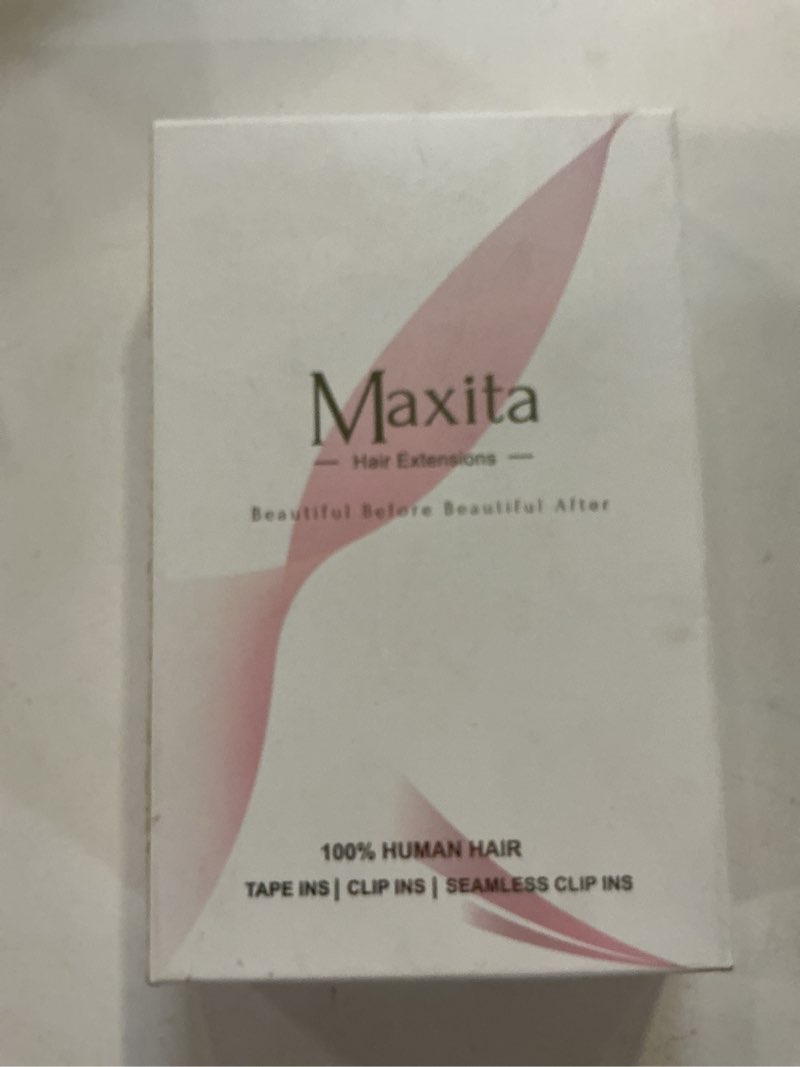 Maxita
— Hair Extensions —
Beautiful Before Beautiful After
100% HUMAN HAIR
TAPE INS | CLIP INS | SEAMLESS CLIP INS